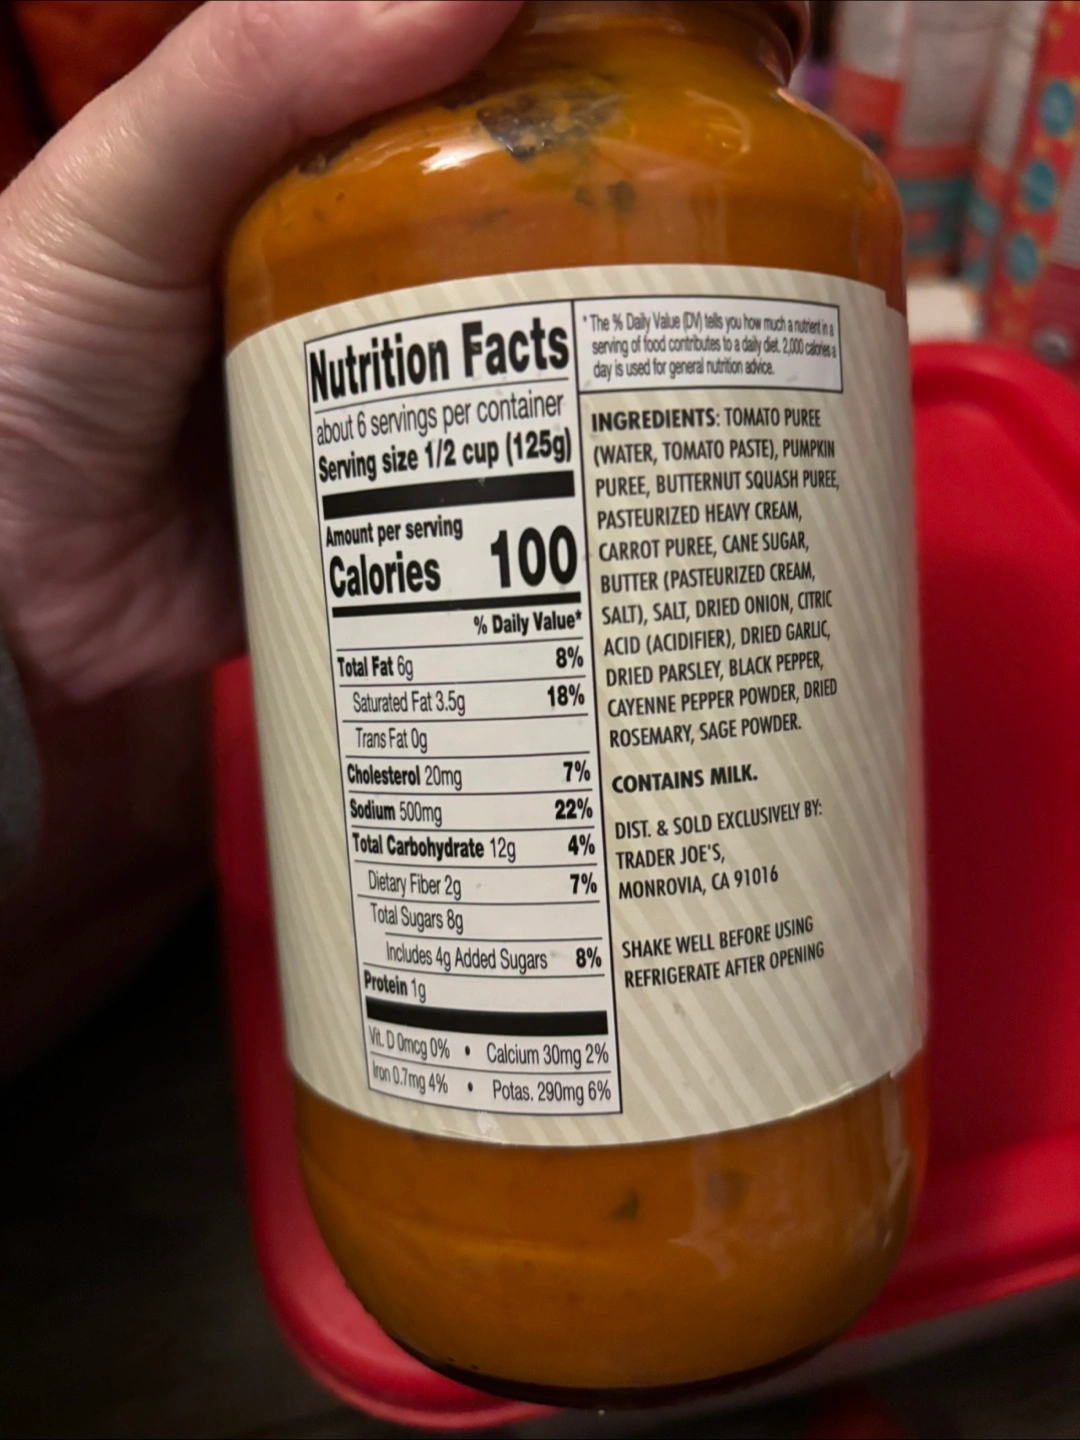 Nutrition Facts
about 6 servings per container
Serving size 1/2 cup (125g)
Amount per serving
Calories 100
% Daily Value*
Total Fat 6g 8%
Saturated Fat 3.5g 18%
Trans Fat 0g
Cholesterol 20mg 7%
Sodium 500mg 22%
Total Carbohydrate 12g 4%
Dietary Fiber 2g 7%
Total Sugars 8g
Includes 4g Added Sugars 8%
Protein 1g
Vit. D 0mcg 0% • Calcium 30mg 2%
Iron 0.7mg 4% • Potas. 290mg 6%
* The % Daily Value (DV) tells you how much a nutrient in a
serving of food contributes to a daily diet. 2,000 calories a
day is used for general nutrition advice.
INGREDIENTS: TOMATO PUREE
(WATER, TOMATO PASTE), PUMPKIN
PUREE, BUTTERNUT SQUASH PUREE,
PASTEURIZED HEAVY CREAM,
CARROT PUREE, CANE SUGAR,
BUTTER (PASTEURIZED CREAM,
SALT), SALT, DRIED ONION, CITRIC
ACID (ACIDIFIER), DRIED GARLIC,
DRIED PARSLEY, BLACK PEPPER,
CAYENNE PEPPER POWDER, DRIED
ROSEMARY, SAGE POWDER.
CONTAINS MILK.
DIST. & SOLD EXCLUSIVELY BY:
TRADER JOE'S,
MONROVIA, CA 91016
SHAKE WELL BEFORE USING
REFRIGERATE AFTER OPENING